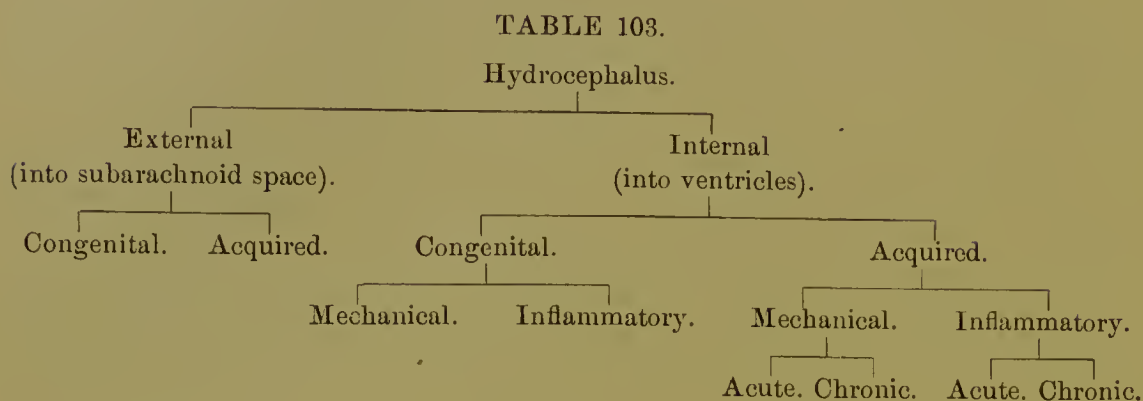 TABLE 103.
Hydrocephalus.
External Internal
(into subarachnoid space). (into ventricles).
Congenital. Acquired. Congenital. Acquired.
Mechanical. Inflammatory. Mechanical. Inflammatory.
Acute. Chronic. Acute. Chronic.